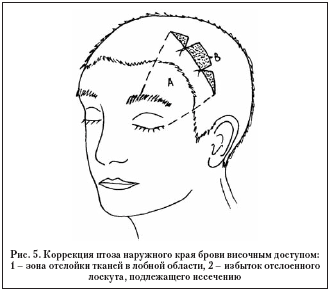 A
B
Рис. 5. Коррекция птоза наружного края брови височным доступом:
1 – зона отслойки тканей в лобной области, 2 – избыток отслоенного
лоскута, подлежащего иссечению